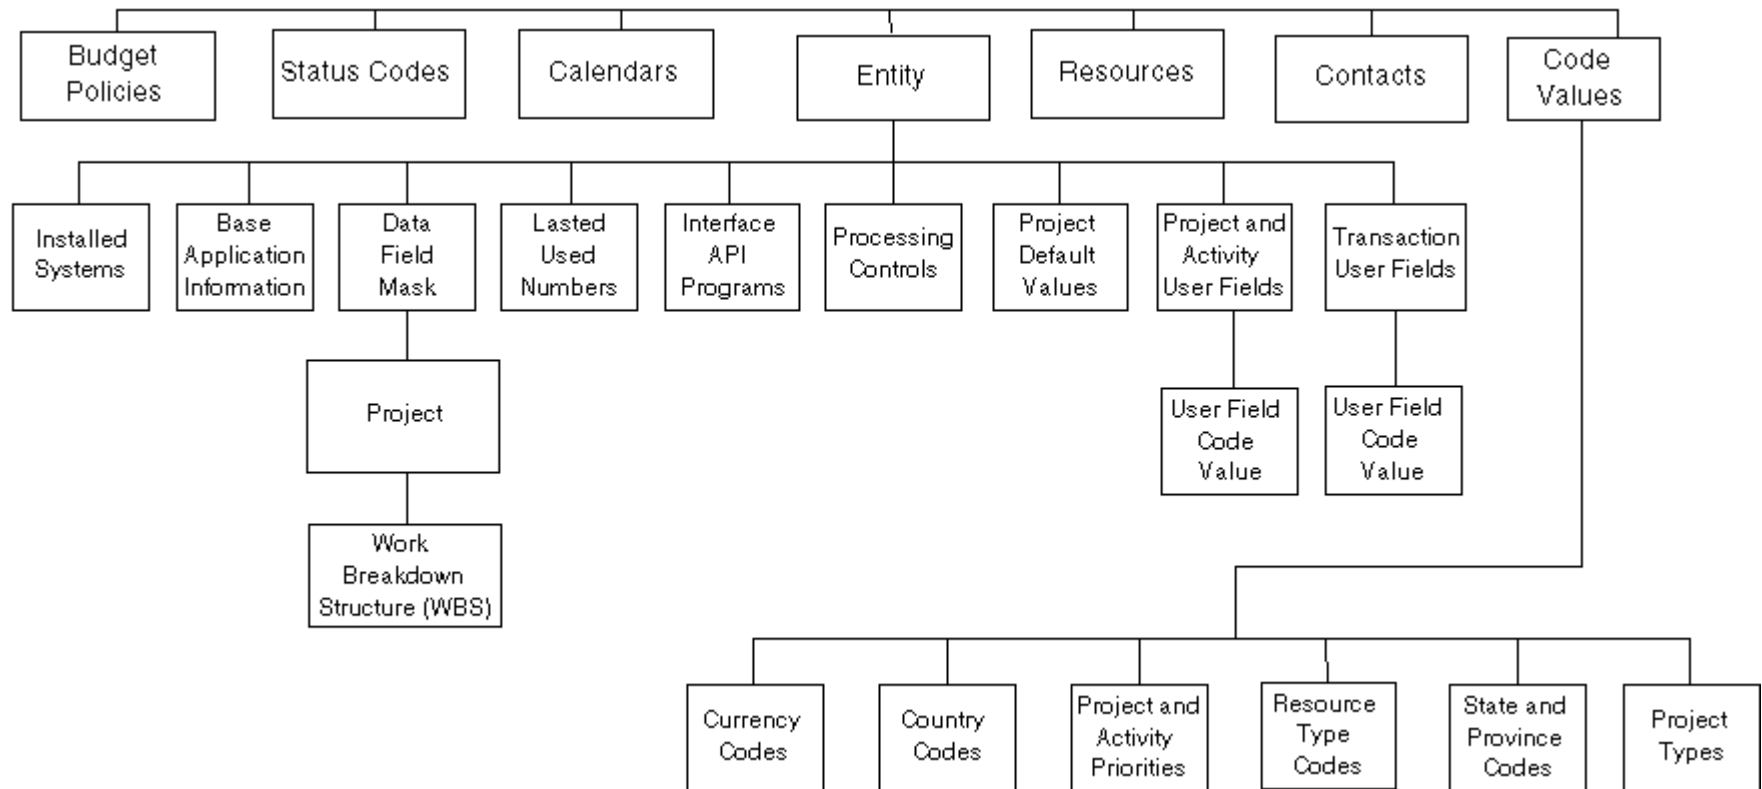 Budget
Policies
Status Codes
Calendars
Entity
Resources
Contacts
Code
Values
Installed
Systems
Base
Application
Information
Data
Field
Mask
Lasted
Used
Numbers
Interface
API
Programs
Processing
Controls
Project
Default
Values
Project and
Activity
User Fields
Transaction
User Fields
Project
User Field
Code
Value
User Field
Code
Value
Work
Breakdown
Structure (WBS)
Currency
Codes
Country
Codes
Project and
Activity
Priorities
Resource
Type
Codes
State and
Province
Codes
Project
Types